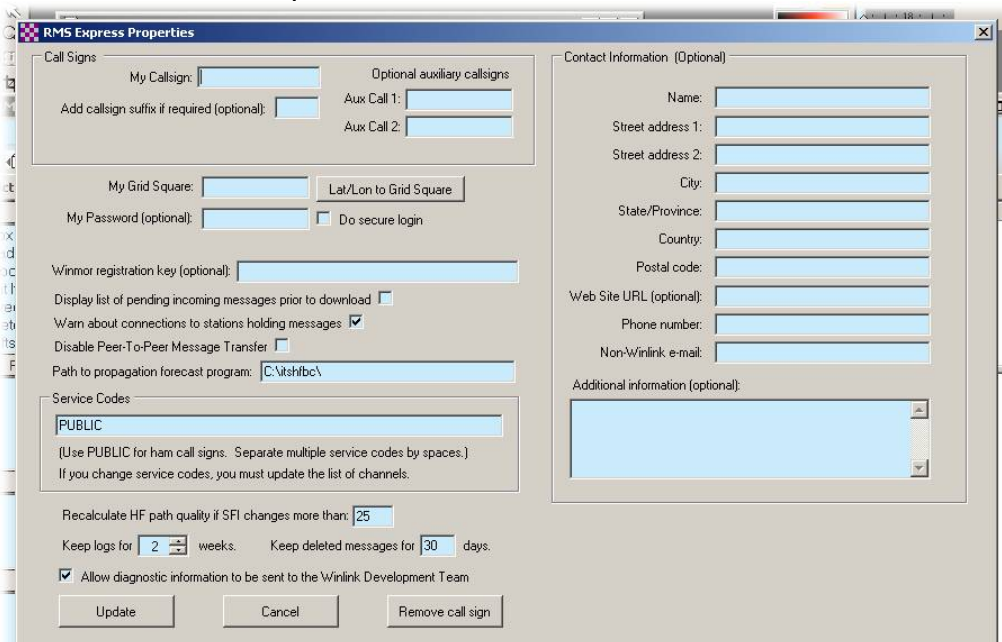 RMS Express Properties
Call Signs
My Callsign:
Optional auxiliary callsigns
Add callsign suffix if required (optional):
Aux Call 1:
Aux Call 2:
My Grid Square:
Lat/Lon to Grid Square
My Password (optional):
Do secure login
Winmor registration key (optional):
Display list of pending incoming messages prior to download
Warn about connections to stations holding messages
Disable Peer-To-Peer Message Transfer
Path to propagation forecast program: C:\itshfbc\
Service Codes
PUBLIC
(Use PUBLIC for ham call signs. Separate multiple service codes by spaces.)
If you change service codes, you must update the list of channels.
Recalculate HF path quality if SFI changes more than: 25
Keep logs for 2 weeks. Keep deleted messages for 30 days.
Allow diagnostic information to be sent to the Winlink Development Team
Update
Cancel
Remove call sign
Contact Information (Optional)
Name:
Street address 1:
Street address 2:
City:
State/Province:
Country:
Postal code:
Web Site URL (optional):
Phone number:
Non-Winlink e-mail:
Additional information (optional):
18